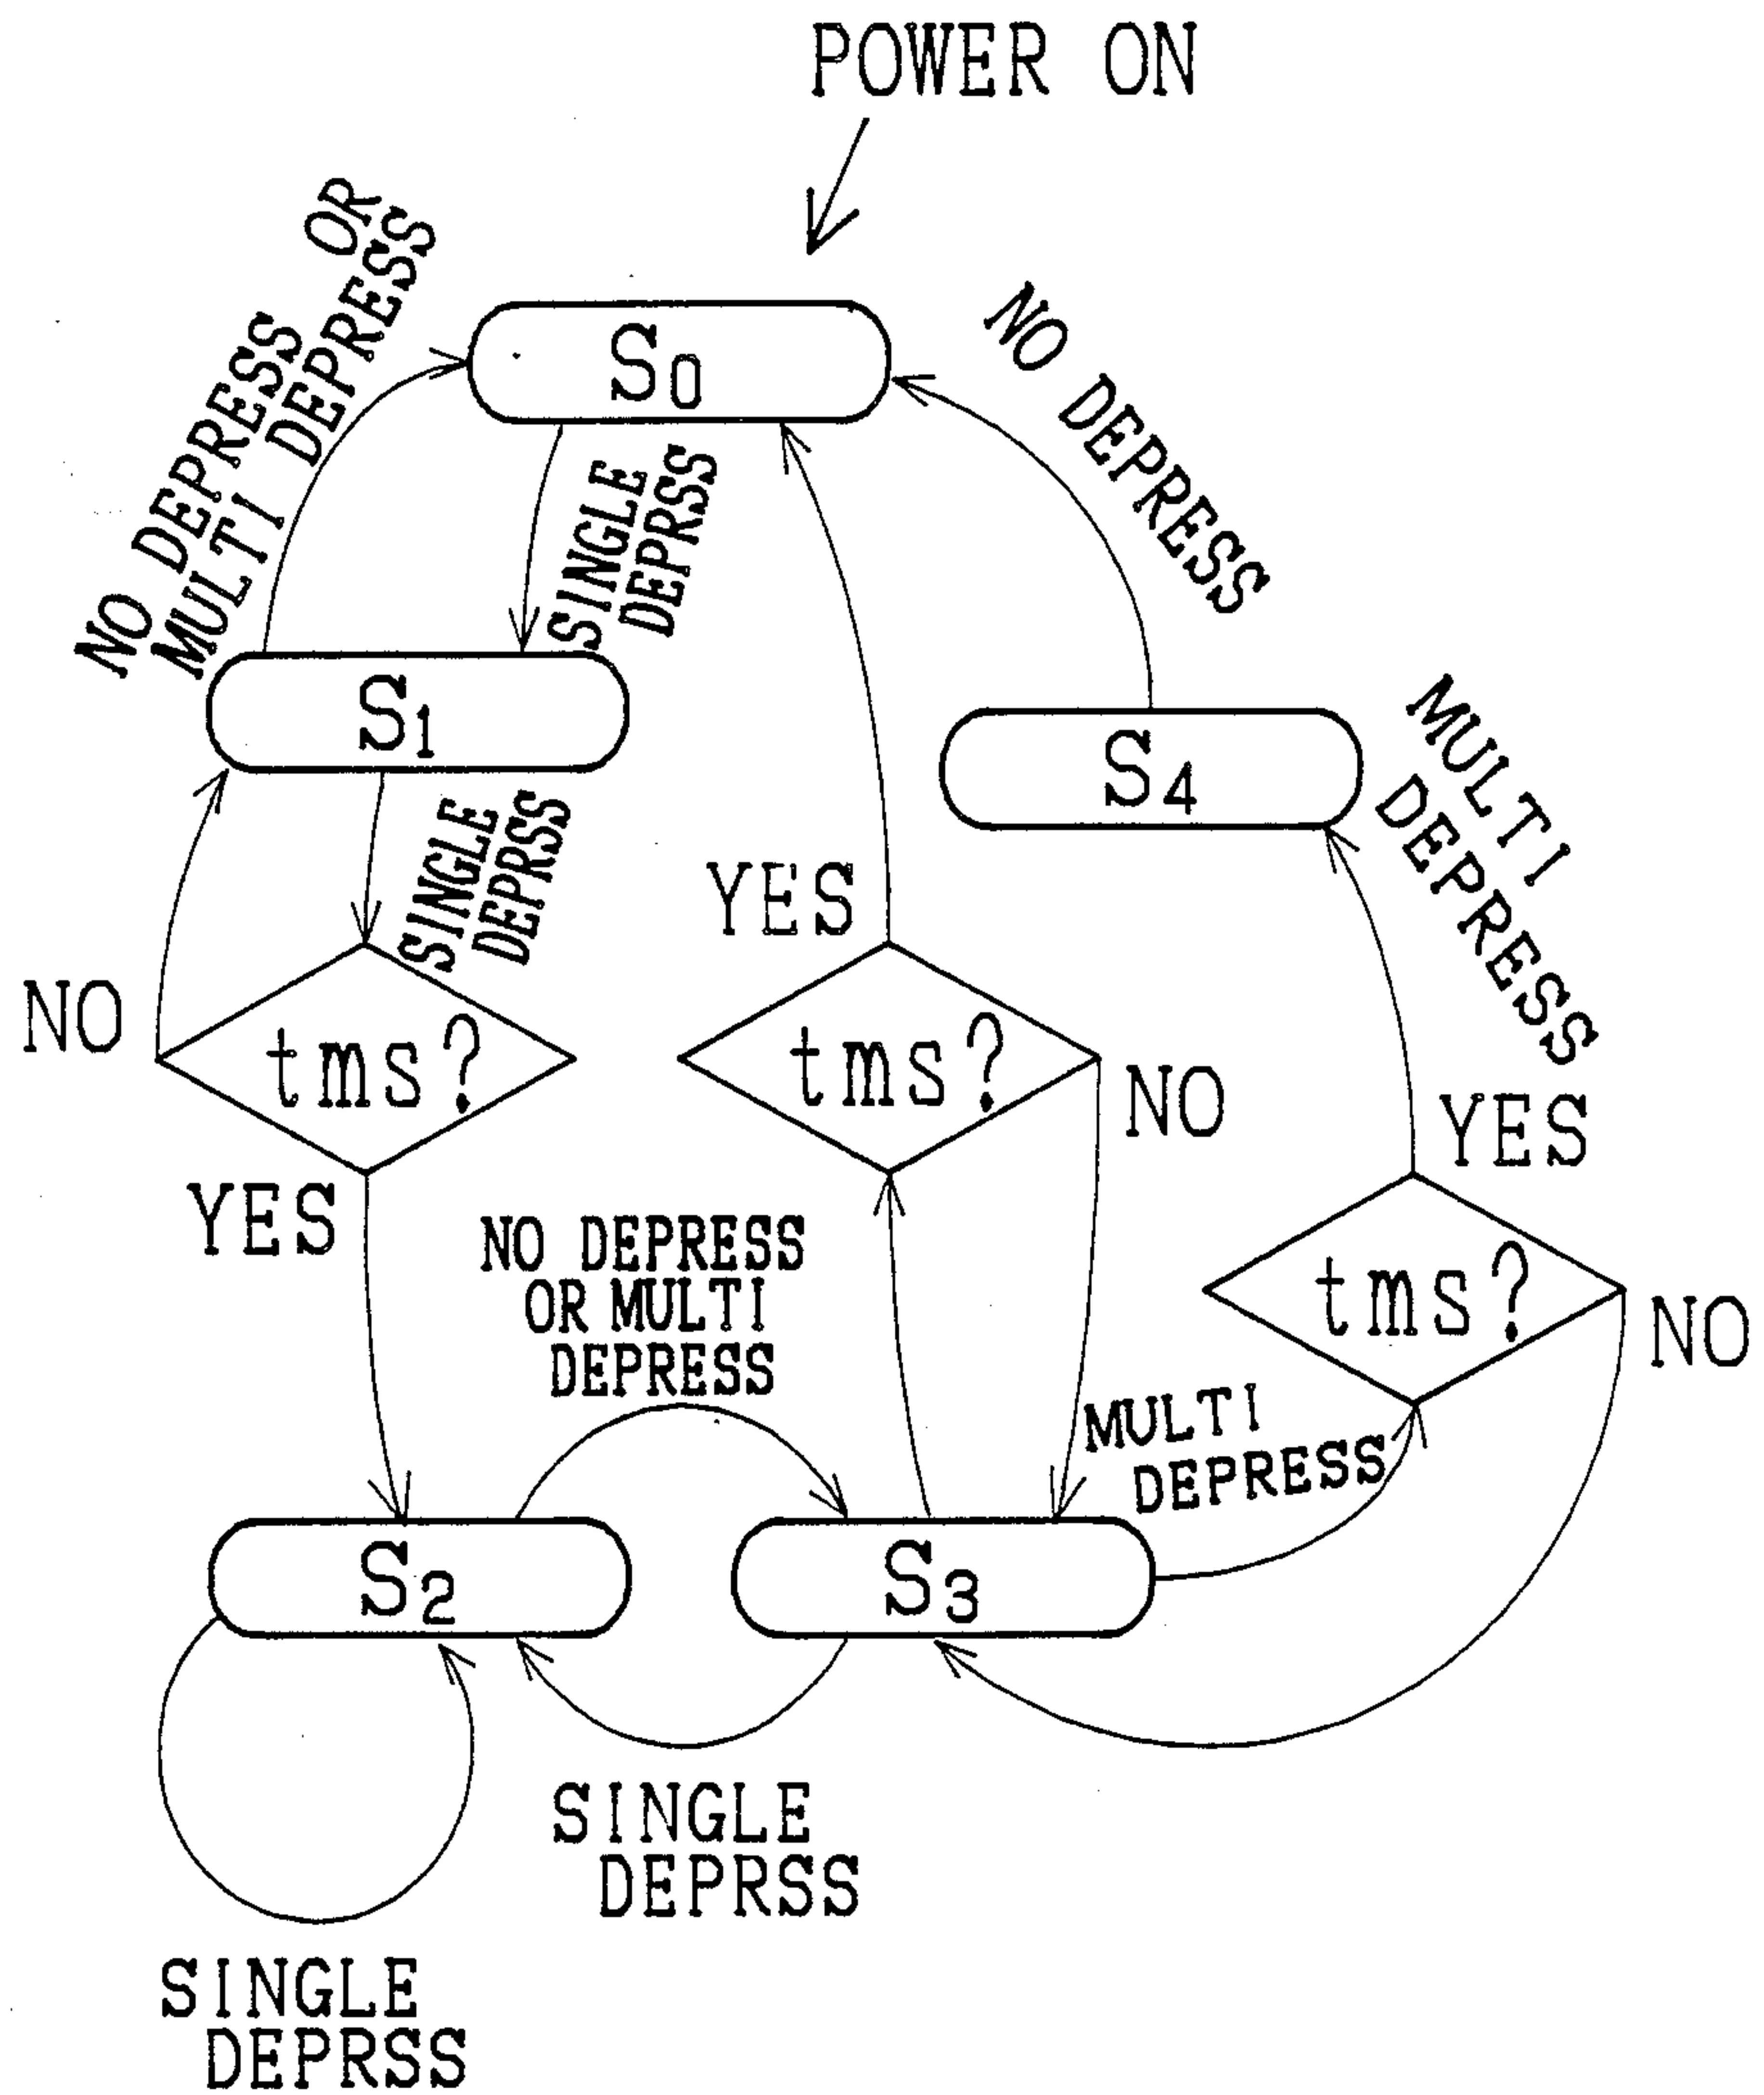 POWER ON
NO DEPRESS OR
MULTI DEPRESS
S0
NO DEPRESS
SINGLE
DEPRSS
S1
S4
MULTI
DEPRESS
SINGLE
DEPRSS
YES
NO
tms?
tms?
NO
YES
YES
tms?
NO
NO DEPRESS
OR MULTI
DEPRESS
MULTI
DEPRESS
S2
S3
SINGLE
DEPRSS
SINGLE
DEPRSS